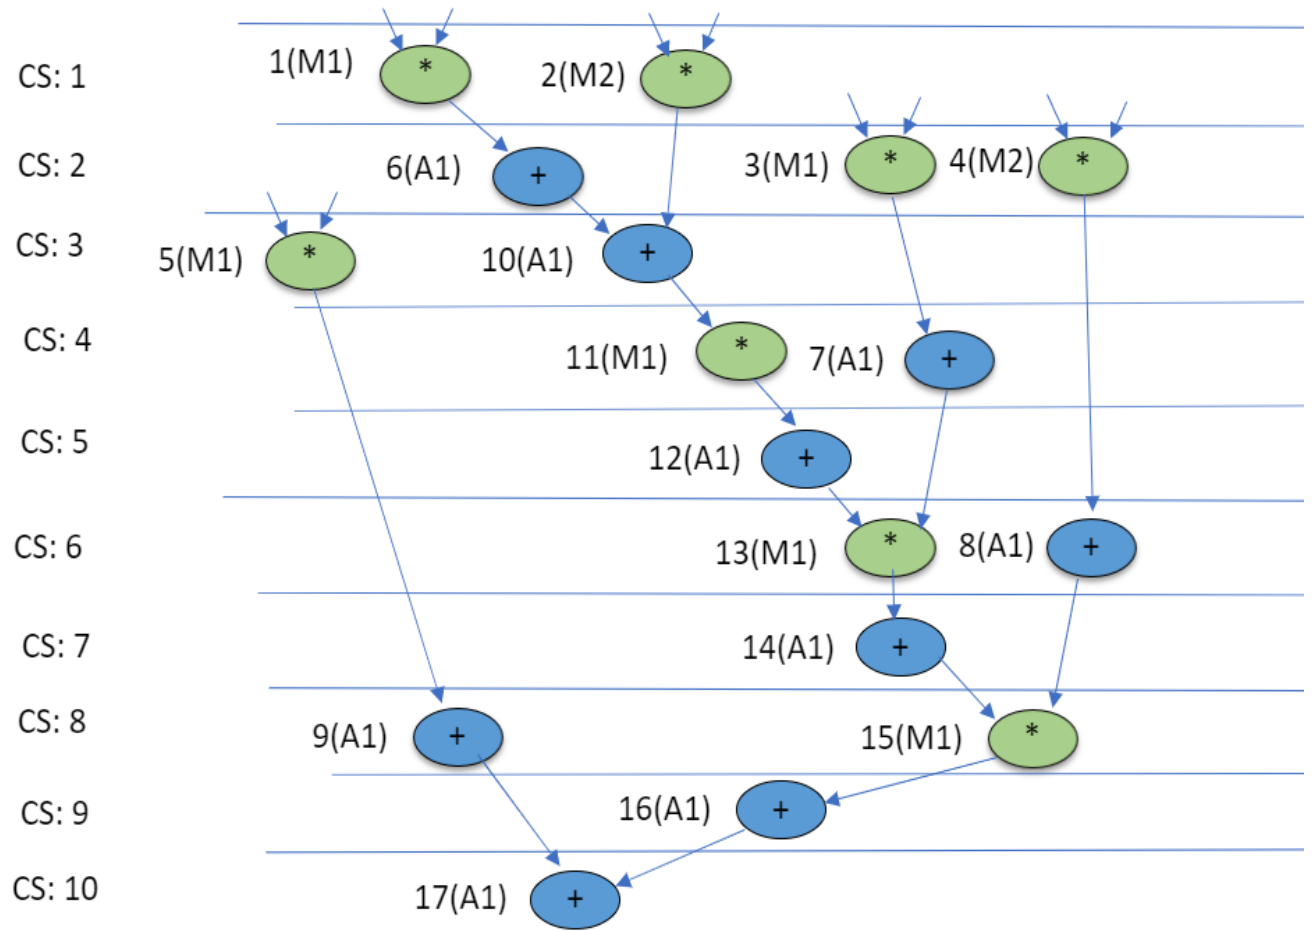 CS: 1 1(M1) * 2(M2) *
CS: 2 6(A1) + 3(M1) * 4(M2) *
CS: 3 5(M1) * 10(A1) +
CS: 4 11(M1) * 7(A1) +
CS: 5 12(A1) +
CS: 6 13(M1) * 8(A1) +
CS: 7 14(A1) +
CS: 8 9(A1) + 15(M1) *
CS: 9 16(A1) +
CS: 10 17(A1) +